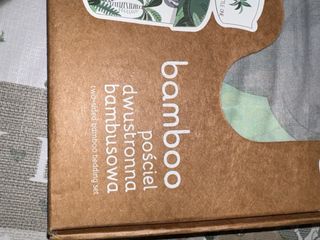 bamboo
pościel
dwustronna
bambusowa
two-sided bamboo bedding set